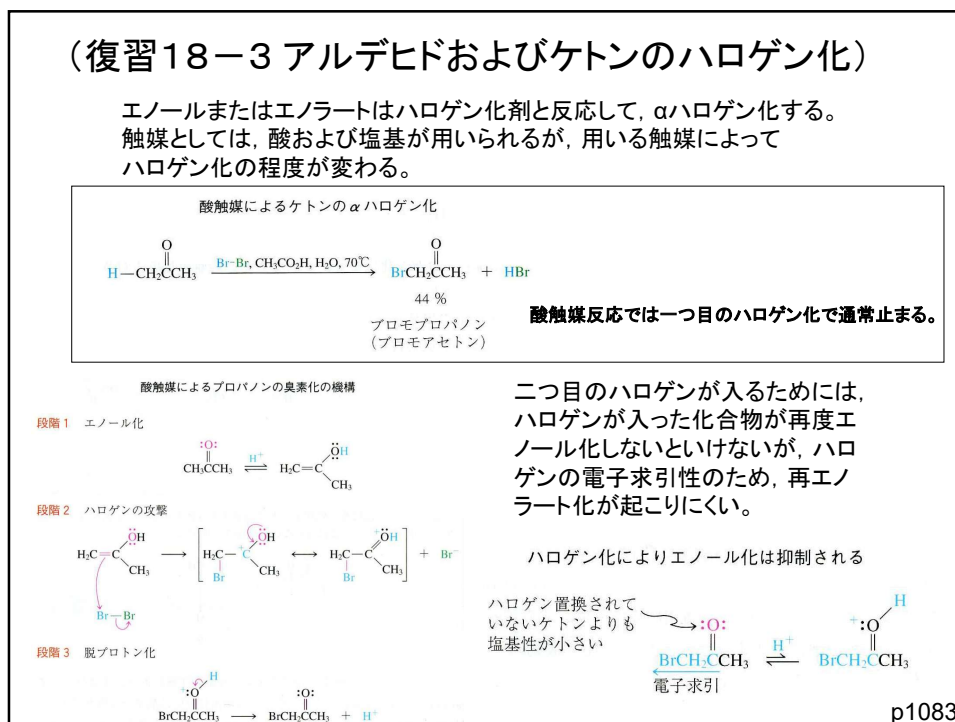 (復習18-3 アルデヒドおよびケトンのハロゲン化)
エノールまたはエノラートはハロゲン化剤と反応して,αハロゲン化する。
触媒としては,酸および塩基が用いられるが,用いる触媒によって
ハロゲン化の程度が変わる。
酸触媒によるケトンのαハロゲン化
O
H—CH₂CCH₃
Br-Br, CH₃CO₂H, H₂O, 70℃
O
BrCH₂CCH₃ + HBr
44 %
ブロモプロパノン
(ブロモアセトン)
酸触媒反応では一つ目のハロゲン化で通常止まる。
酸触媒によるプロパノンの臭素化の機構
段階1 エノール化
:O:
CH₃CCH₃ ⇌ H⁺ H₂C=C ÖH
CH₃
段階2 ハロゲンの攻撃
H₂C=C ÖH CH₃ → [H₂C—C⁺ ÖH Br CH₃ ↔ H₂C—C ⁺ÖH Br CH₃] + Br⁻
Br—Br
段階3 脱プロトン化
⁺:O H
:O:
BrCH₂CCH₃ → BrCH₂CCH₃ + H⁺
二つ目のハロゲンが入るためには,
ハロゲンが入った化合物が再度エ
ノール化しないといけないが,ハロ
ゲンの電子求引性のため,再エノ
ラート化が起こりにくい。
ハロゲン化によりエノール化は抑制される
ハロゲン置換されて
いないケトンよりも
塩基性が小さい
:O:
⁺:O H
BrCH₂CCH₃ ⇌ H⁺ BrCH₂CCH₃
電子求引
p1083